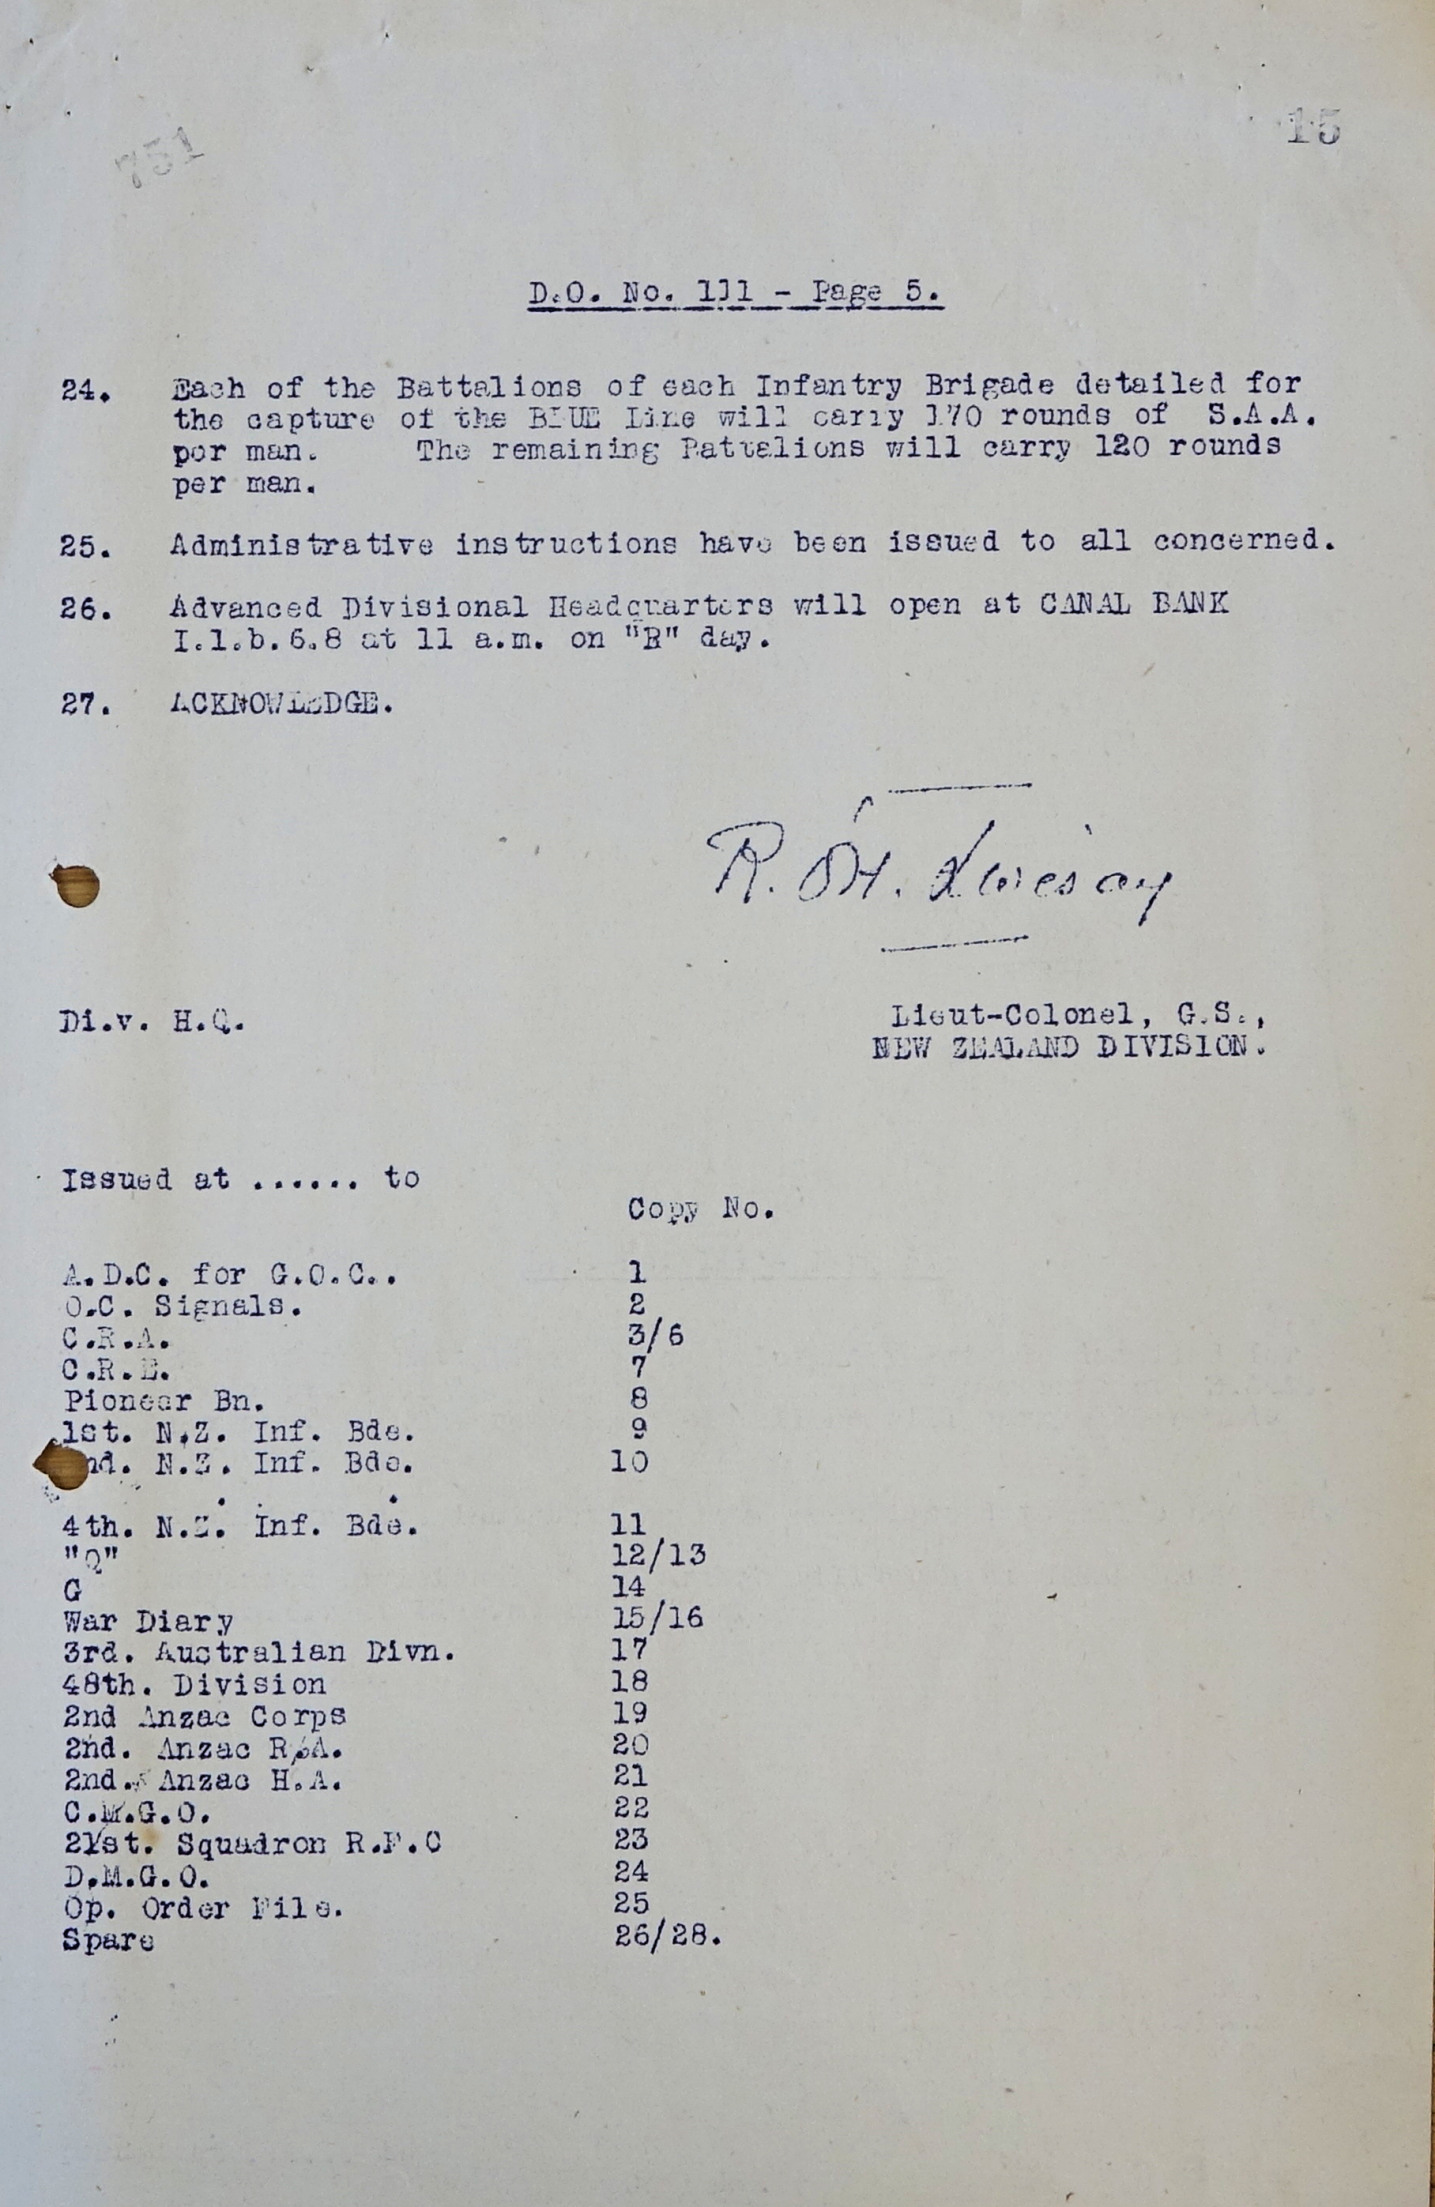 751
15
D.O. No. 111 - Page 5.
24. Each of the Battalions of each Infantry Brigade detailed for
the capture of the BLUE Line will carry 170 rounds of S.A.A.
per man. The remaining Battalions will carry 120 rounds
per man.
25. Administrative instructions have been issued to all concerned.
26. Advanced Divisional Headquarters will open at CANAL BANK
I.1.b.6.8 at 11 a.m. on "R" day.
27. ACKNOWLEDGE.
R. St. H. Livesay
Di.v. H.Q.
Lieut-Colonel, G.S.,
NEW ZEALAND DIVISION.
Issued at ...... to
Copy No.
A.D.C. for G.O.C.. 1
O.C. Signals. 2
C.R.A. 3/6
C.R.E. 7
Pioneer Bn. 8
1st. N.Z. Inf. Bde. 9
nd. N.Z. Inf. Bde. 10
4th. N.Z. Inf. Bde. 11
"Q" 12/13
G 14
War Diary 15/16
3rd. Australian Divn. 17
48th. Division 18
2nd Anzac Corps 19
2nd. Anzac R.A. 20
2nd. Anzac H.A. 21
C.M.G.O. 22
21st. Squadron R.F.C 23
D.M.G.O. 24
Op. Order File. 25
Spare 26/28.